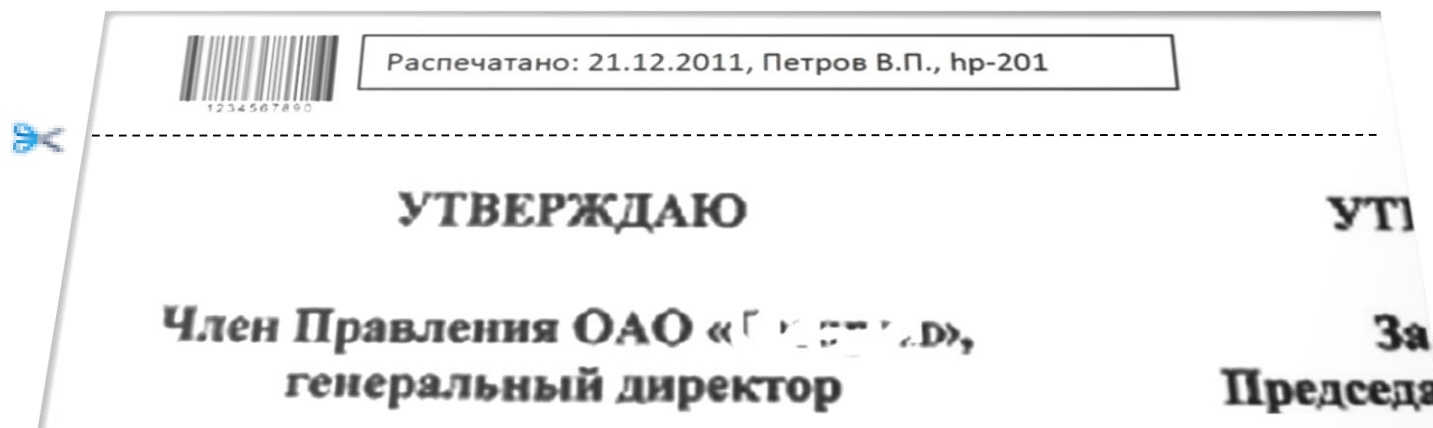 Распечатано: 21.12.2011, Петров В.П., hp-201
1234567890
УТВЕРЖДАЮ
Член Правления ОАО
генеральный директор